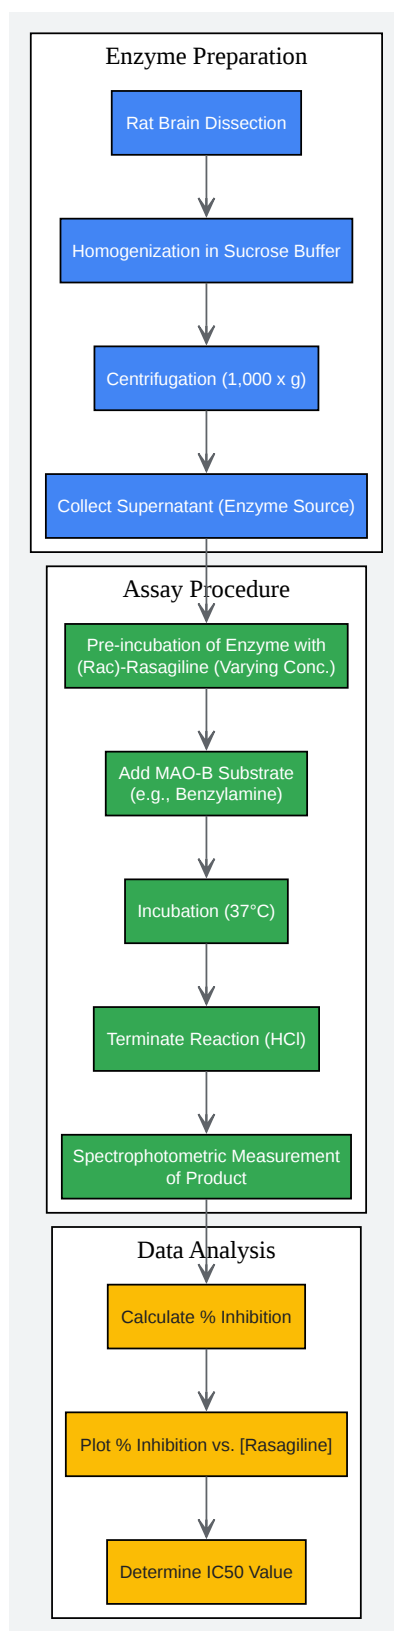 Enzyme Preparation
Rat Brain Dissection
Homogenization in Sucrose Buffer
Centrifugation (1,000 x g)
Collect Supernatant (Enzyme Source)
Assay Procedure
Pre-incubation of Enzyme with
(Rac)-Rasagiline (Varying Conc.)
Add MAO-B Substrate
(e.g., Benzylamine)
Incubation (37°C)
Terminate Reaction (HCl)
Spectrophotometric Measurement
of Product
Data Analysis
Calculate % Inhibition
Plot % Inhibition vs. [Rasagiline]
Determine IC50 Value